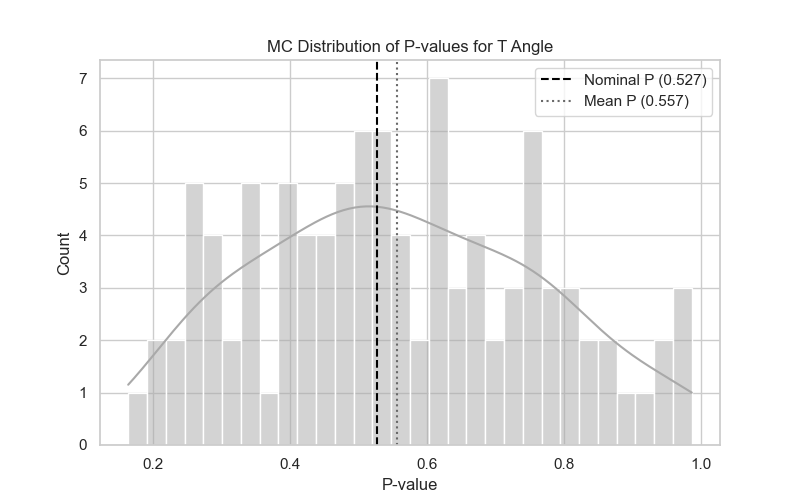 MC Distribution of P-values for T Angle
Nominal P (0.527)
Mean P (0.557)
7
6
5
4
3
2
1
0
Count
0.2 0.4 0.6 0.8 1.0
P-value